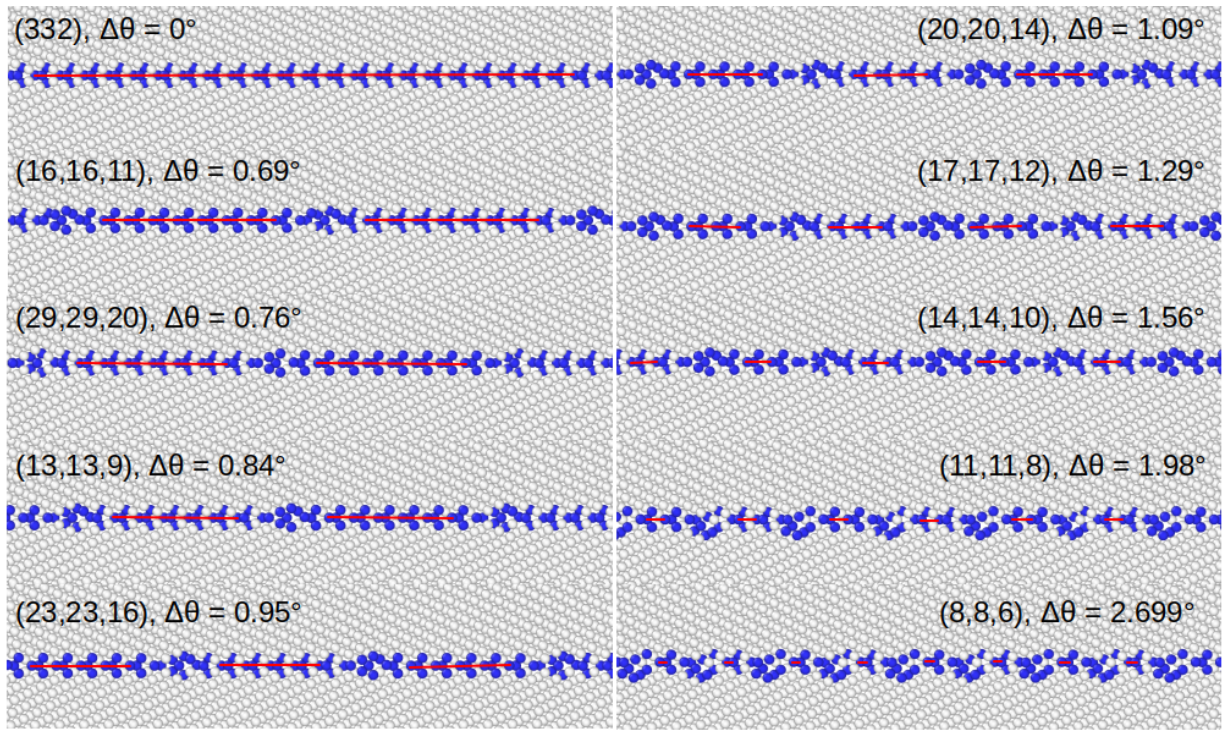 (332), Δθ = 0°
(16,16,11), Δθ = 0.69°
(29,29,20), Δθ = 0.76°
(13,13,9), Δθ = 0.84°
(23,23,16), Δθ = 0.95°
(20,20,14), Δθ = 1.09°
(17,17,12), Δθ = 1.29°
(14,14,10), Δθ = 1.56°
(11,11,8), Δθ = 1.98°
(8,8,6), Δθ = 2.699°